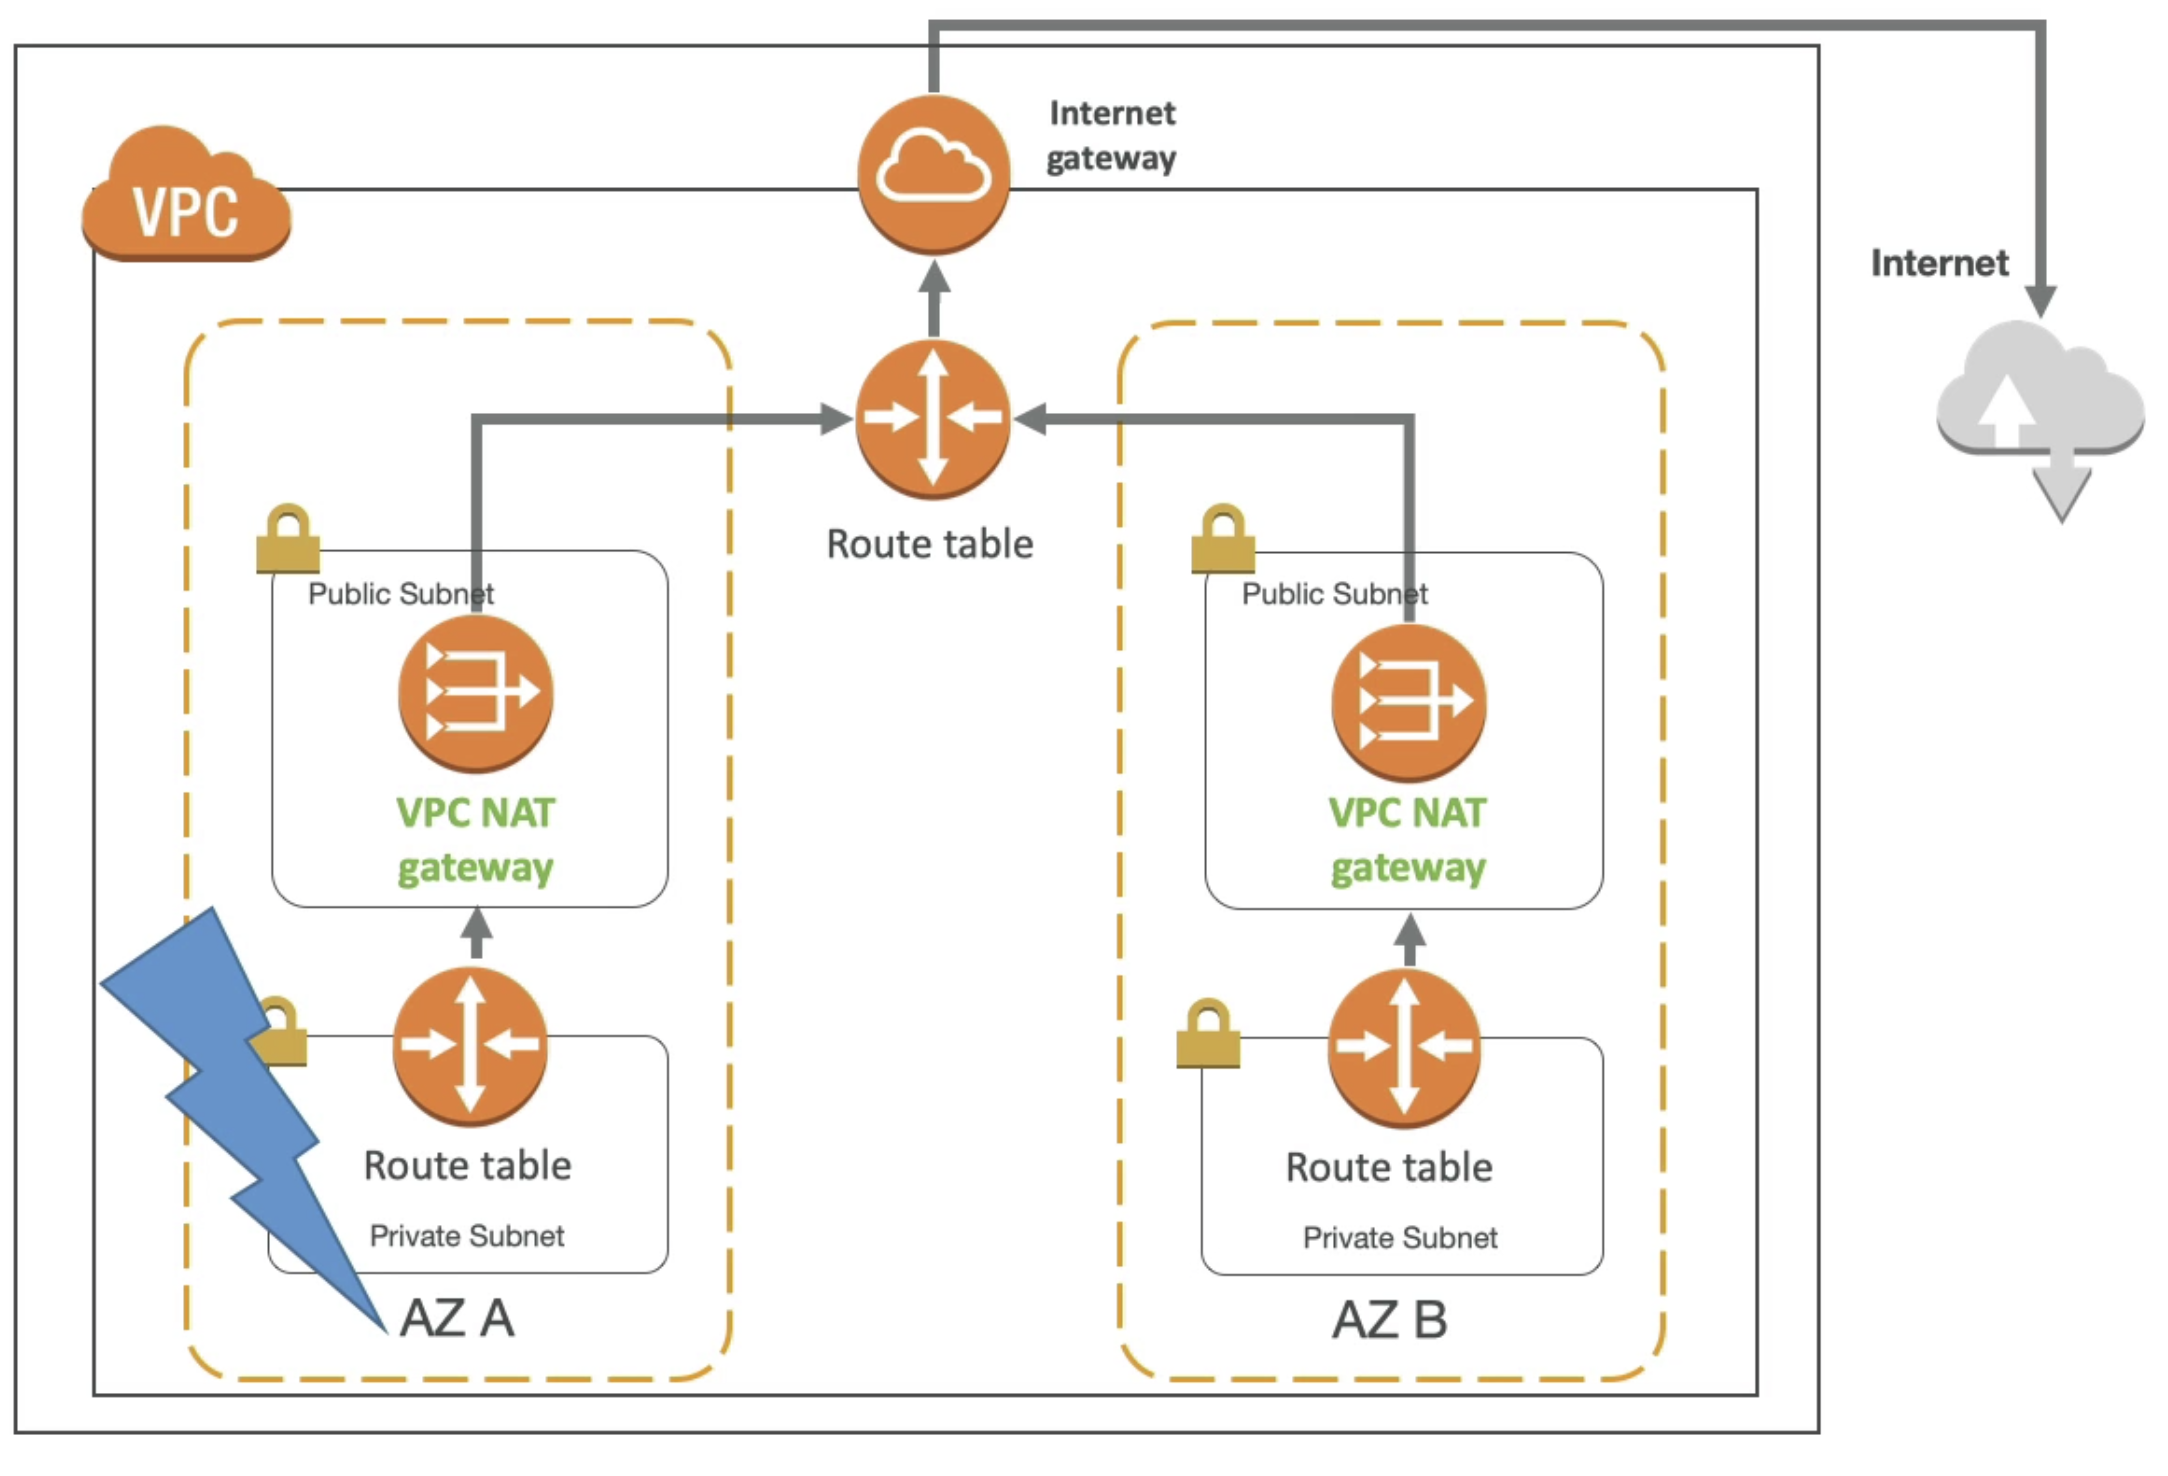 Internet
gateway
VPC
Internet
Route table
Public Subnet
Public Subnet
VPC NAT
gateway
VPC NAT
gateway
Route table
Route table
Private Subnet
Private Subnet
AZ A
AZ B